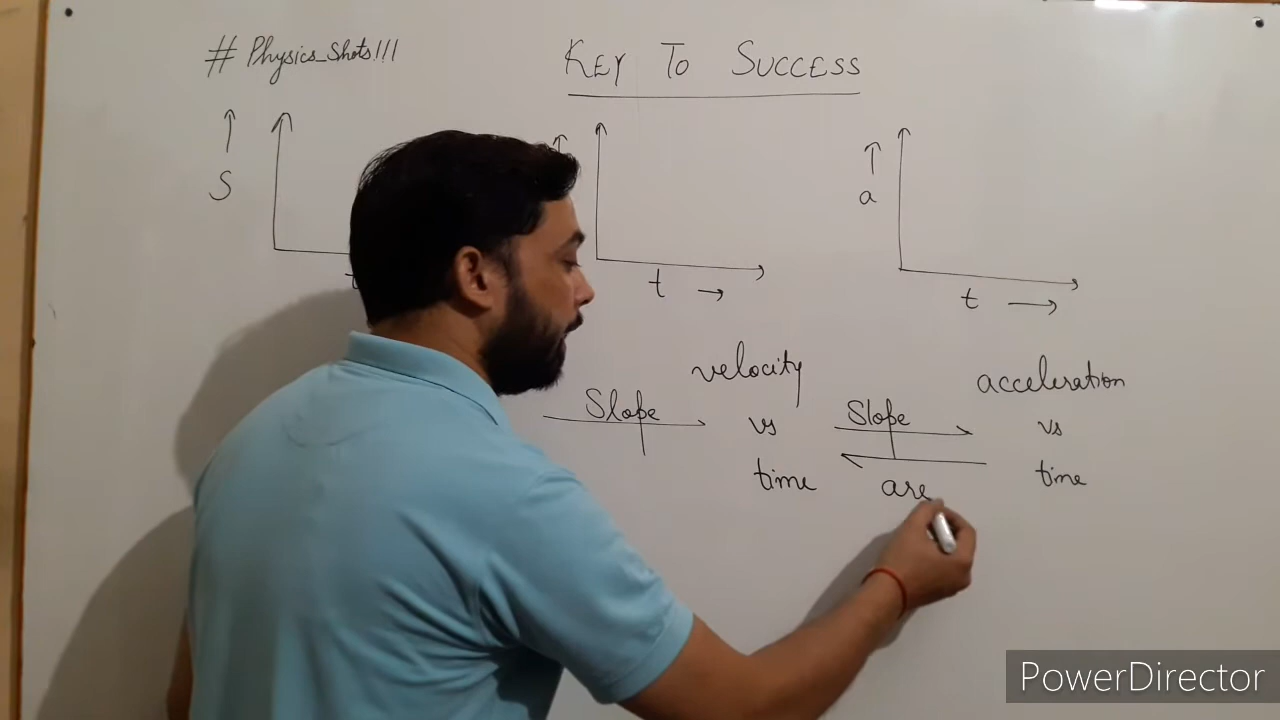 # Physics_Shots!!!
KEY TO SUCCESS
S
t
a
t
velocity
acceleration
Slope
Slope
vs
vs
time
time
are
PowerDirector